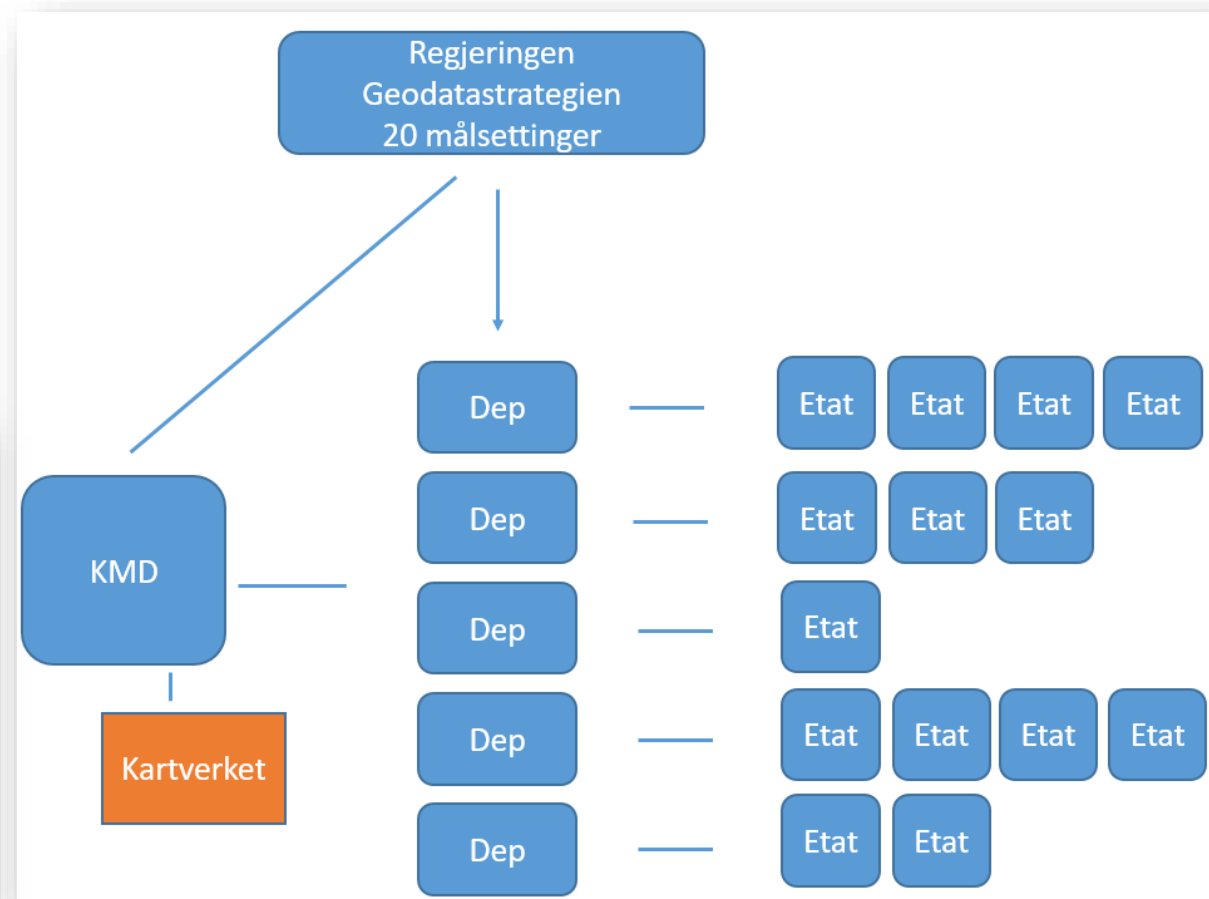 Regjeringen
Geodatastrategien
20 målsettinger
Dep
Etat Etat Etat Etat
Dep
Etat Etat Etat
KMD
Dep
Etat
Kartverket
Dep
Etat Etat Etat Etat
Dep
Etat Etat